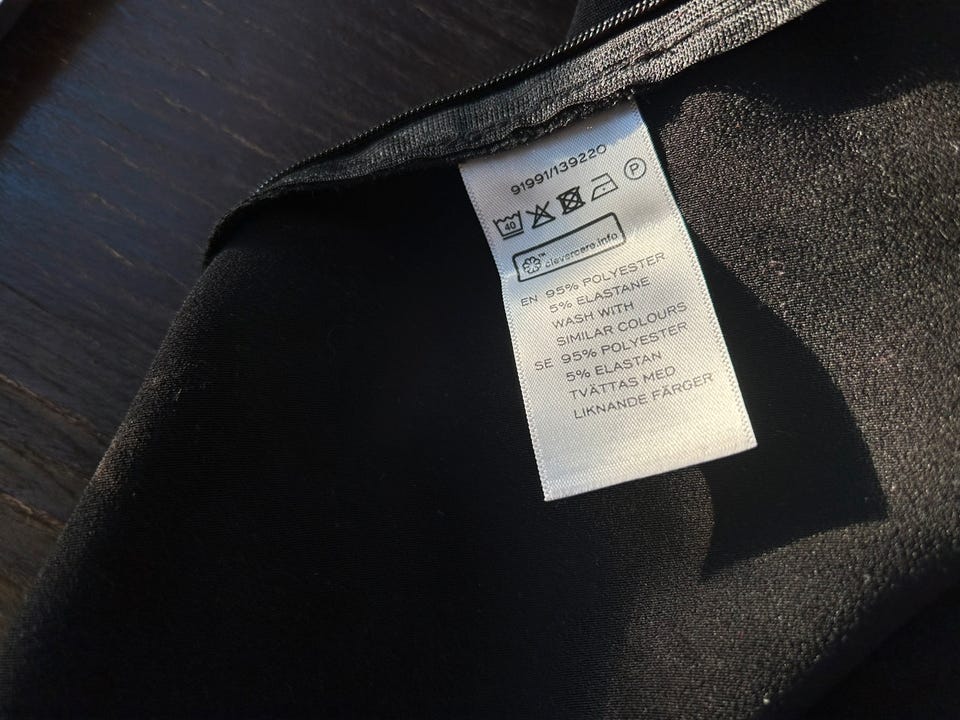 91991/139220
40 P
clevercare.info
EN 95% POLYESTER
5% ELASTANE
WASH WITH
SIMILAR COLOURS
SE 95% POLYESTER
5% ELASTAN
TVÄTTAS MED
LIKNANDE FÄRGER